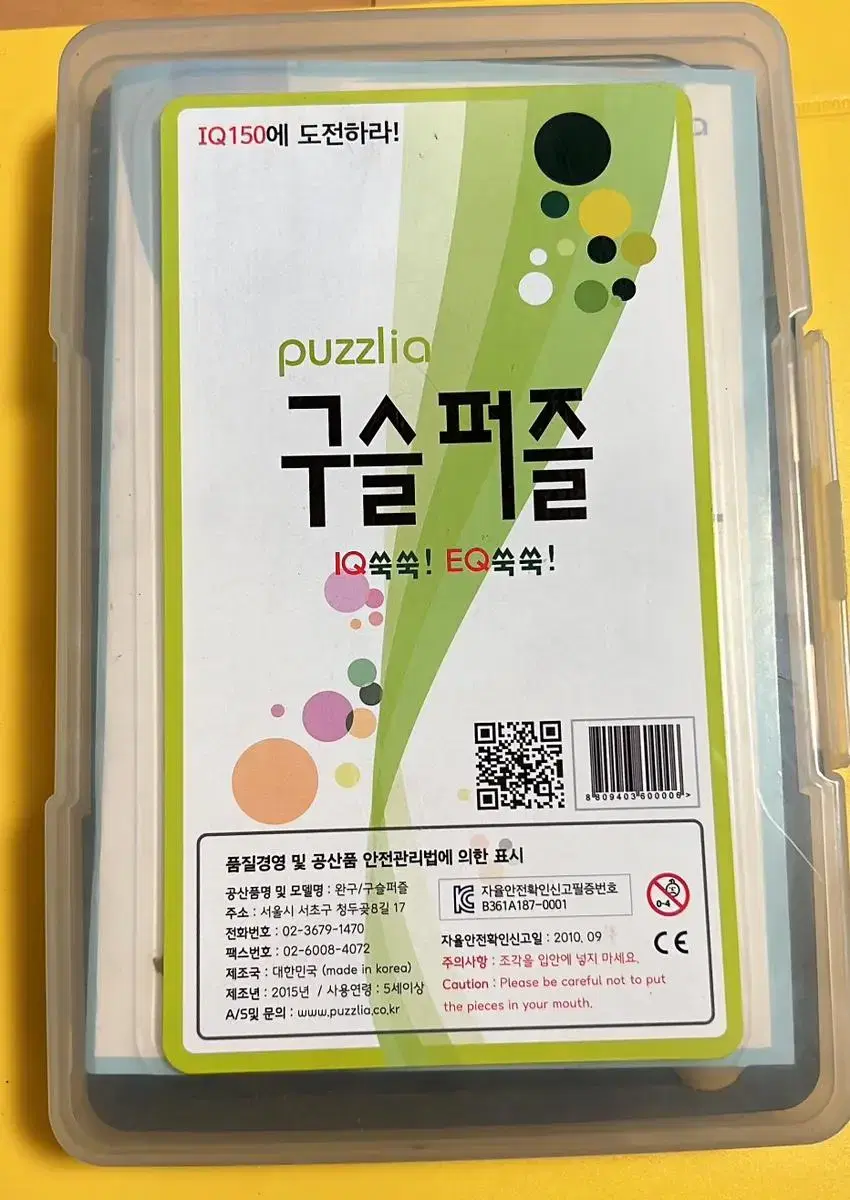 IQ150에 도전하라!
puzzlia
구슬퍼즐
IQ쑥쑥! EQ쑥쑥!
8809403600006>
품질경영 및 공산품 안전관리법에 의한 표시
공산품명 및 모델명 : 완구/구슬퍼즐
주소 : 서울시 서초구 청두곶8길 17
전화번호 : 02-3679-1470
팩스번호 : 02-6008-4072
제조국 : 대한민국 (made in korea)
제조년 : 2015년 / 사용연령 : 5세이상
A/S및 문의 : www.puzzlia.co.kr
자율안전확인신고필증번호
B361A187-0001
0-4
자율안전확인신고일 : 2010. 09
CE
주의사항 : 조각을 입안에 넣지 마세요.
Caution : Please be careful not to put
the pieces in your mouth.